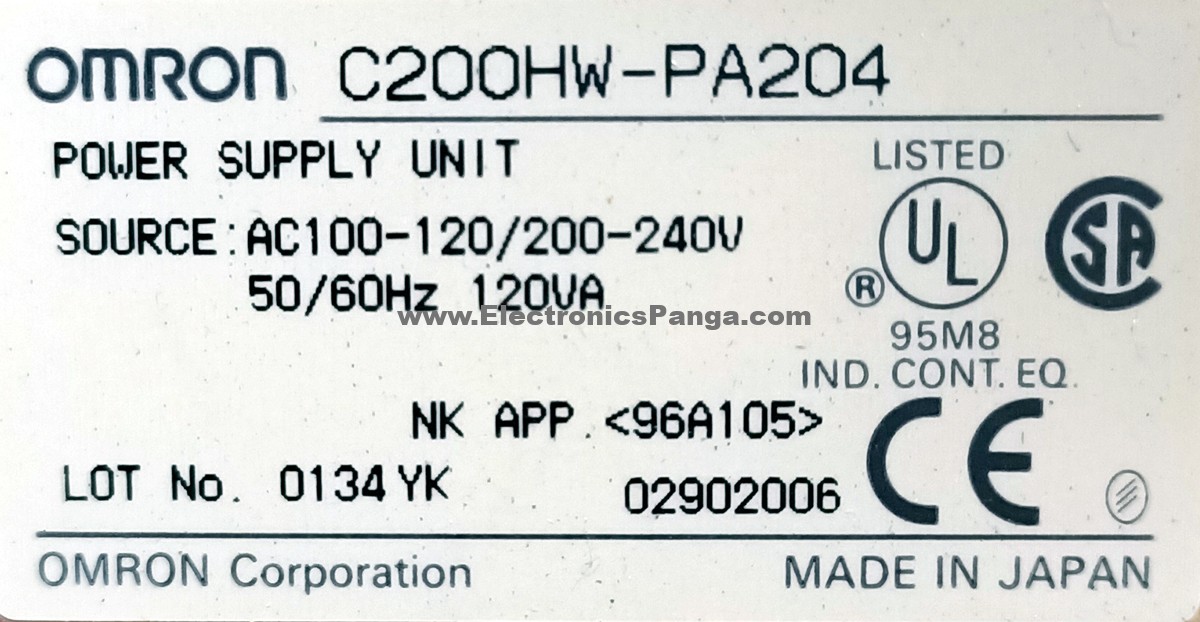 OMRON C200HW-PA204
POWER SUPPLY UNIT
LISTED
SOURCE:AC100-120/200-240V
50/60Hz 120VA
UL
®
SA
www.ElectronicsPanga.com
95M8
IND. CONT. EQ.
NK APP.<96A105>
LOT No. 0134YK
02902006
CE
OMRON Corporation
MADE IN JAPAN